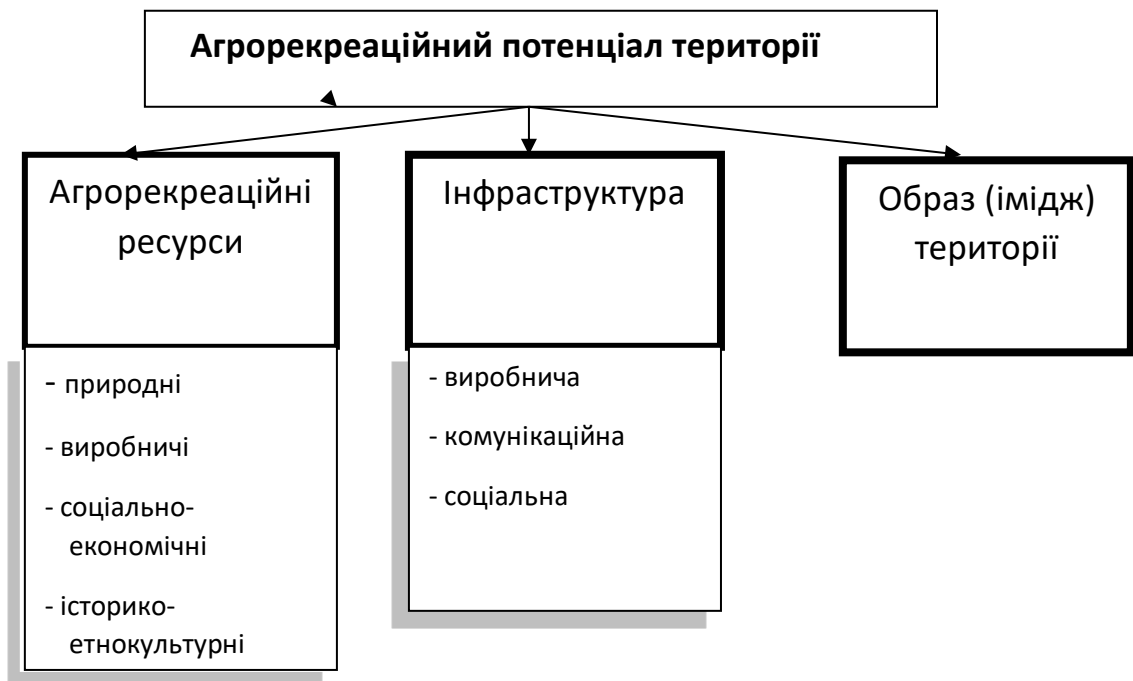 Агрорекреаційний потенціал території
Агрорекреаційні
ресурси
- природні
- виробничі
- соціально-
економічні
- історико-
етнокультурні
Інфраструктура
- виробнича
- комунікаційна
- соціальна
Образ (імідж)
території